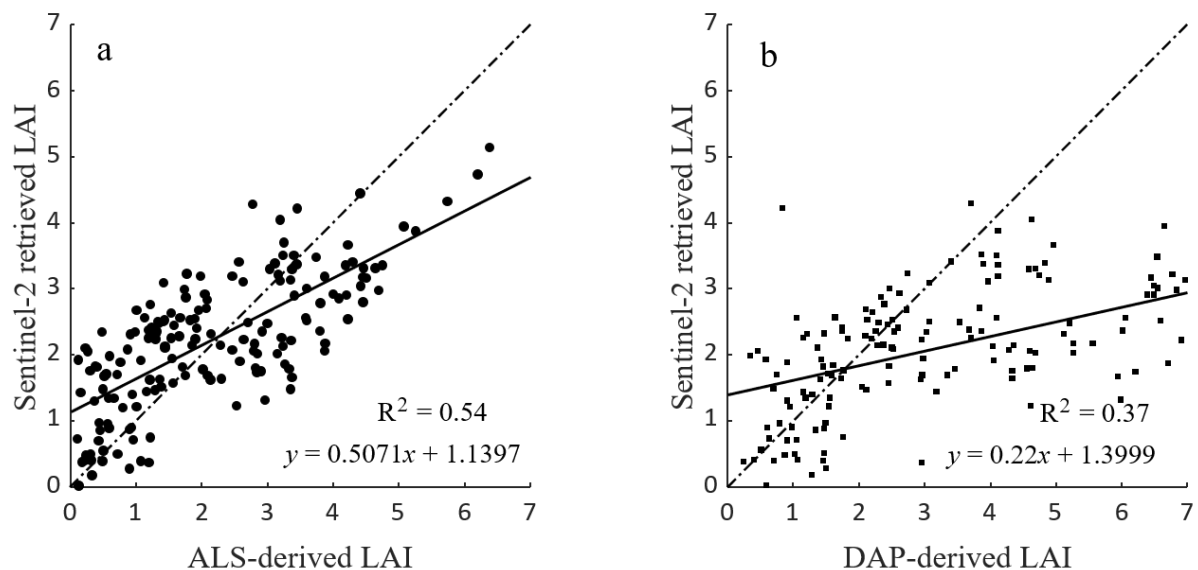 a
Sentinel-2 retrieved LAI
7
6
5
4
3
2
1
0
R² = 0.54
y = 0.5071x + 1.1397
0 1 2 3 4 5 6 7
ALS-derived LAI
b
Sentinel-2 retrieved LAI
7
6
5
4
3
2
1
0
R² = 0.37
y = 0.22x + 1.3999
0 1 2 3 4 5 6 7
DAP-derived LAI